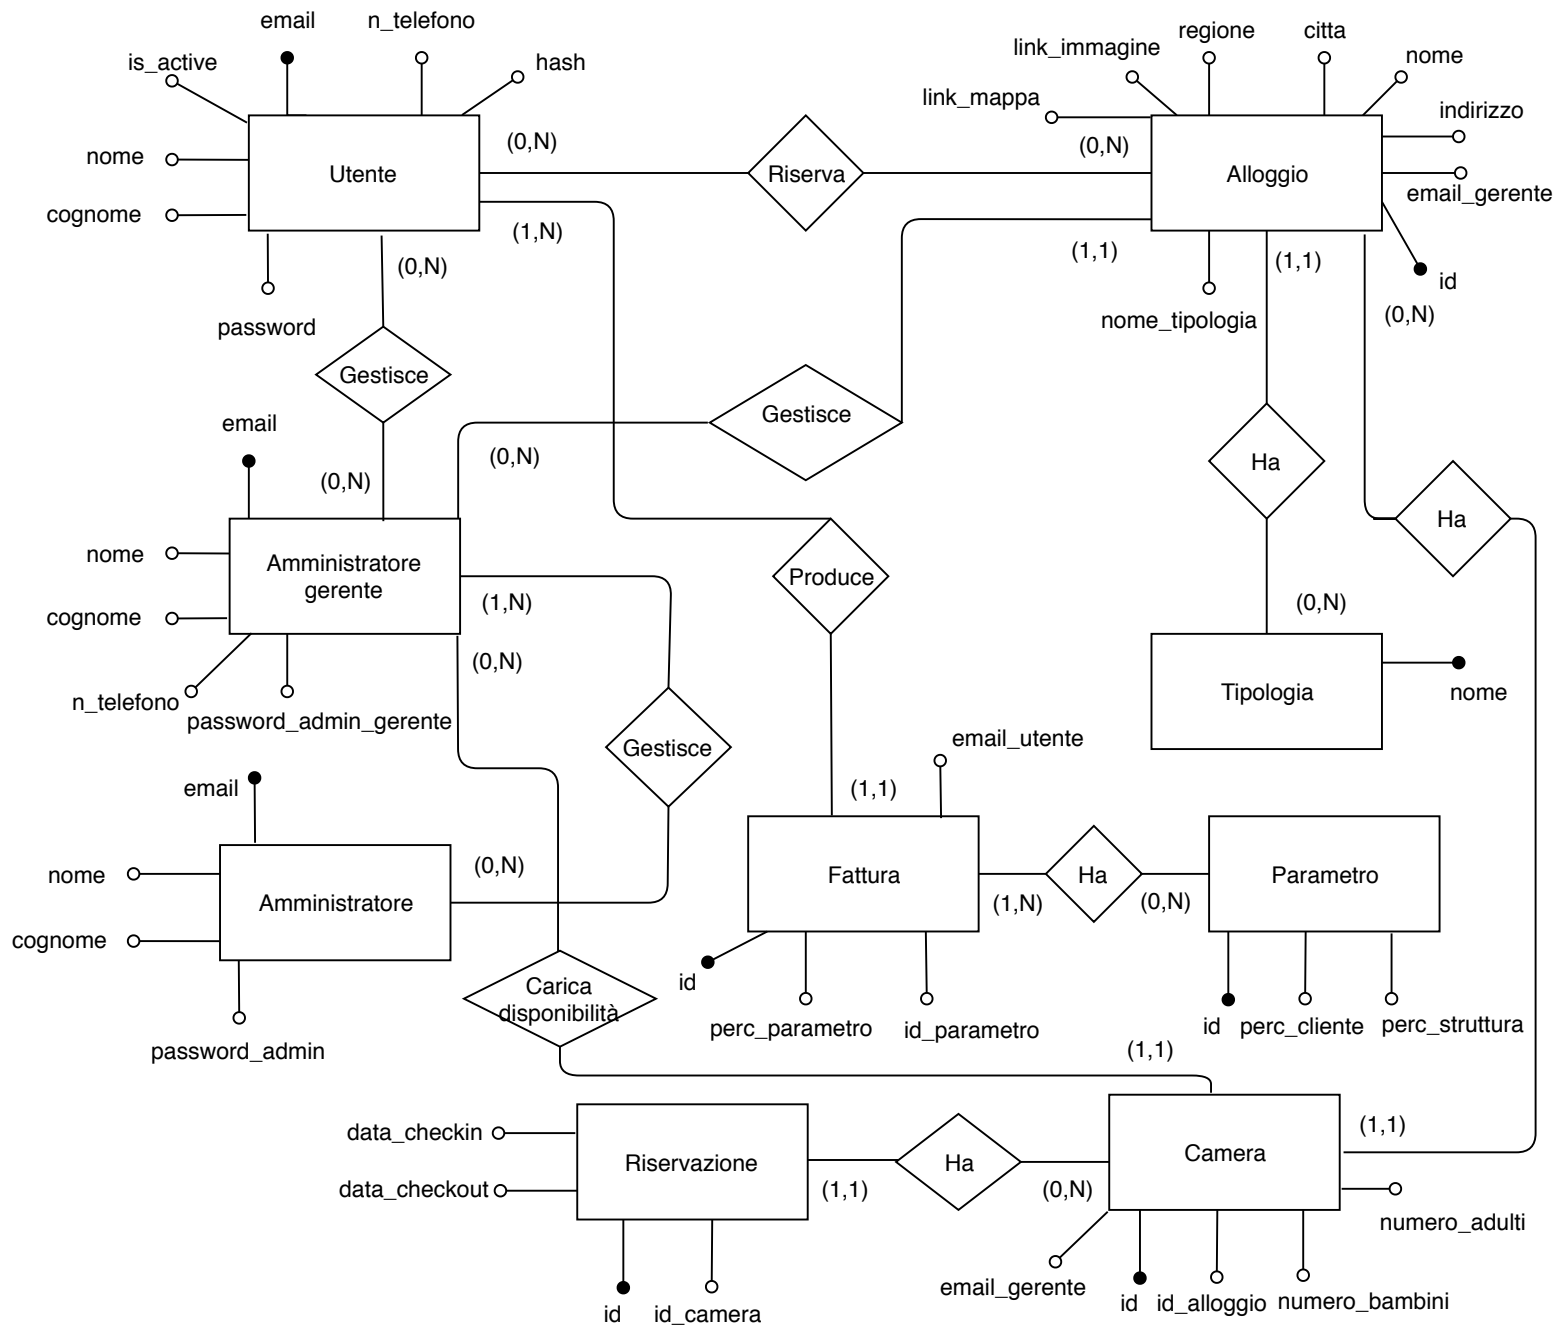 email
n_telefono
is_active
hash
nome
cognome
Utente
password
(0,N)
(1,N)
(0,N)
Riserva
link_immagine
regione
citta
nome
link_mappa
indirizzo
(0,N)
Alloggio
email_gerente
(1,1)
(1,1)
id
nome_tipologia
(0,N)
Gestisce
Gestisce
email
(0,N)
(0,N)
Ha
Ha
nome
Amministratore
gerente
cognome
(1,N)
(0,N)
n_telefono
password_admin_gerente
Produce
(0,N)
Tipologia
nome
Gestisce
email_utente
email
(1,1)
nome
(0,N)
Amministratore
cognome
password_admin
Fattura
(1,N)
Ha
(0,N)
Parametro
id
perc_parametro
id_parametro
id
perc_cliente
perc_struttura
Carica
disponibilità
(1,1)
data_checkin
data_checkout
Riservazione
(1,1)
Ha
(0,N)
Camera
(1,1)
numero_adulti
email_gerente
id
id_alloggio
numero_bambini
id
id_camera